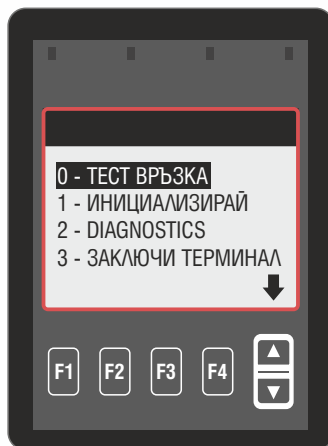 0 - ТЕСТ ВРЪЗКА
1 - ИНИЦИАЛИЗИРАЙ
2 - DIAGNOSTICS
3 - ЗАКЛЮЧИ ТЕРМИНАЛ
F1 F2 F3 F4